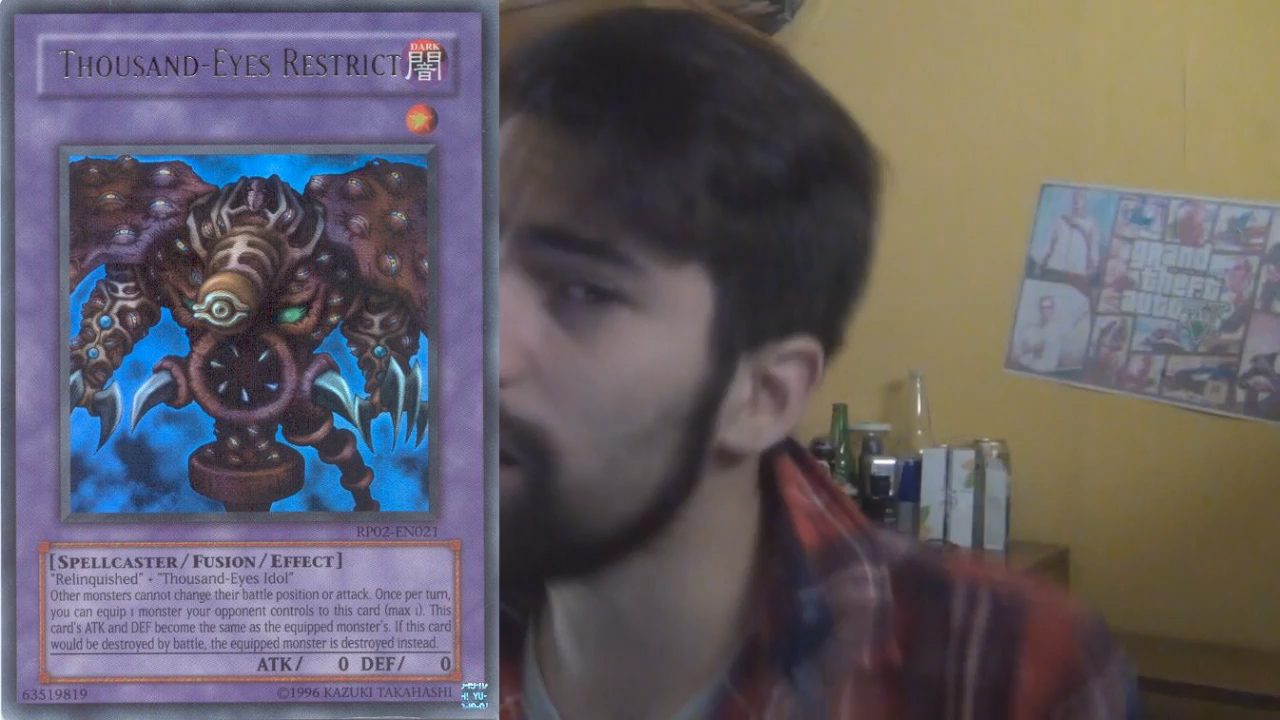 THOUSAND-EYES RESTRICT
DARK
闇
RP02-EN021
[SPELLCASTER/FUSION/EFFECT]
"Relinquished" + "Thousand-Eyes Idol"
Other monsters cannot change their battle position or attack. Once per turn,
you can equip 1 monster your opponent controls to this card (max 1). This
card's ATK and DEF become the same as the equipped monster's. If this card
would be destroyed by battle, the equipped monster is destroyed instead.
ATK/ 0 DEF/ 0
63519819
©1996 KAZUKI TAKAHASHI
grand
theft
auto